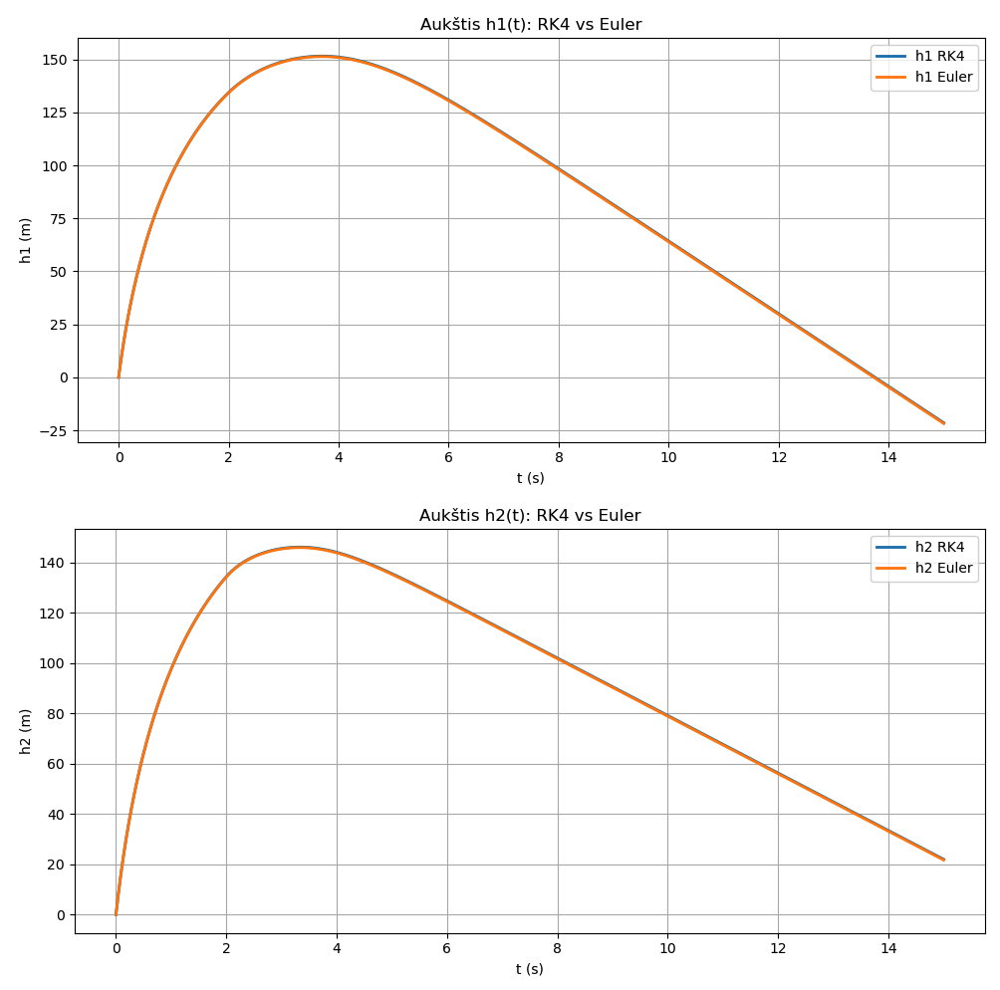 Aukštis h1(t): RK4 vs Euler
h1 RK4
h1 Euler
h1 (m)
150
125
100
75
50
25
0
−25
0 2 4 6 8 10 12 14
t (s)
Aukštis h2(t): RK4 vs Euler
h2 RK4
h2 Euler
h2 (m)
140
120
100
80
60
40
20
0
0 2 4 6 8 10 12 14
t (s)